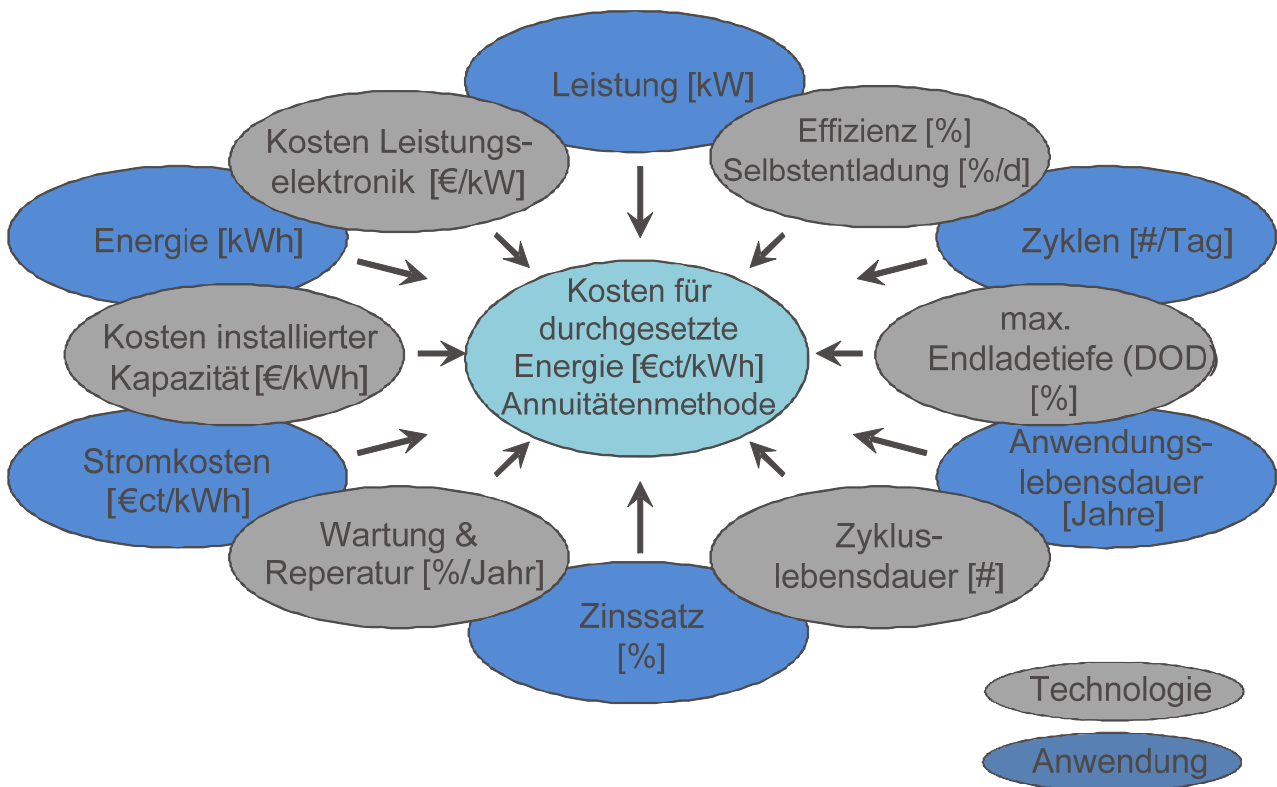 Leistung [kW]
Kosten Leistungs-
elektronik [€/kW]
Effizienz [%]
Selbstentladung [%/d]
Energie [kWh]
Zyklen [#/Tag]
Kosten für
durchgesetzte
Energie [€ct/kWh]
Annuitätenmethode
Kosten installierter
Kapazität [€/kWh]
max.
Endladetiefe (DOD)
[%]
Stromkosten
[€ct/kWh]
Anwendungs-
lebensdauer
[Jahre]
Wartung &
Reperatur [%/Jahr]
Zyklus-
lebensdauer [#]
Zinssatz
[%]
Technologie
Anwendung